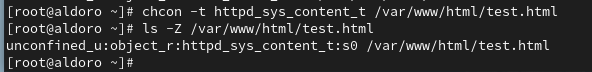 [root@aldoro ~]# chcon -t httpd_sys_content_t /var/www/html/test.html
[root@aldoro ~]# ls -Z /var/www/html/test.html
unconfined_u:object_r:httpd_sys_content_t:s0 /var/www/html/test.html
[root@aldoro ~]#